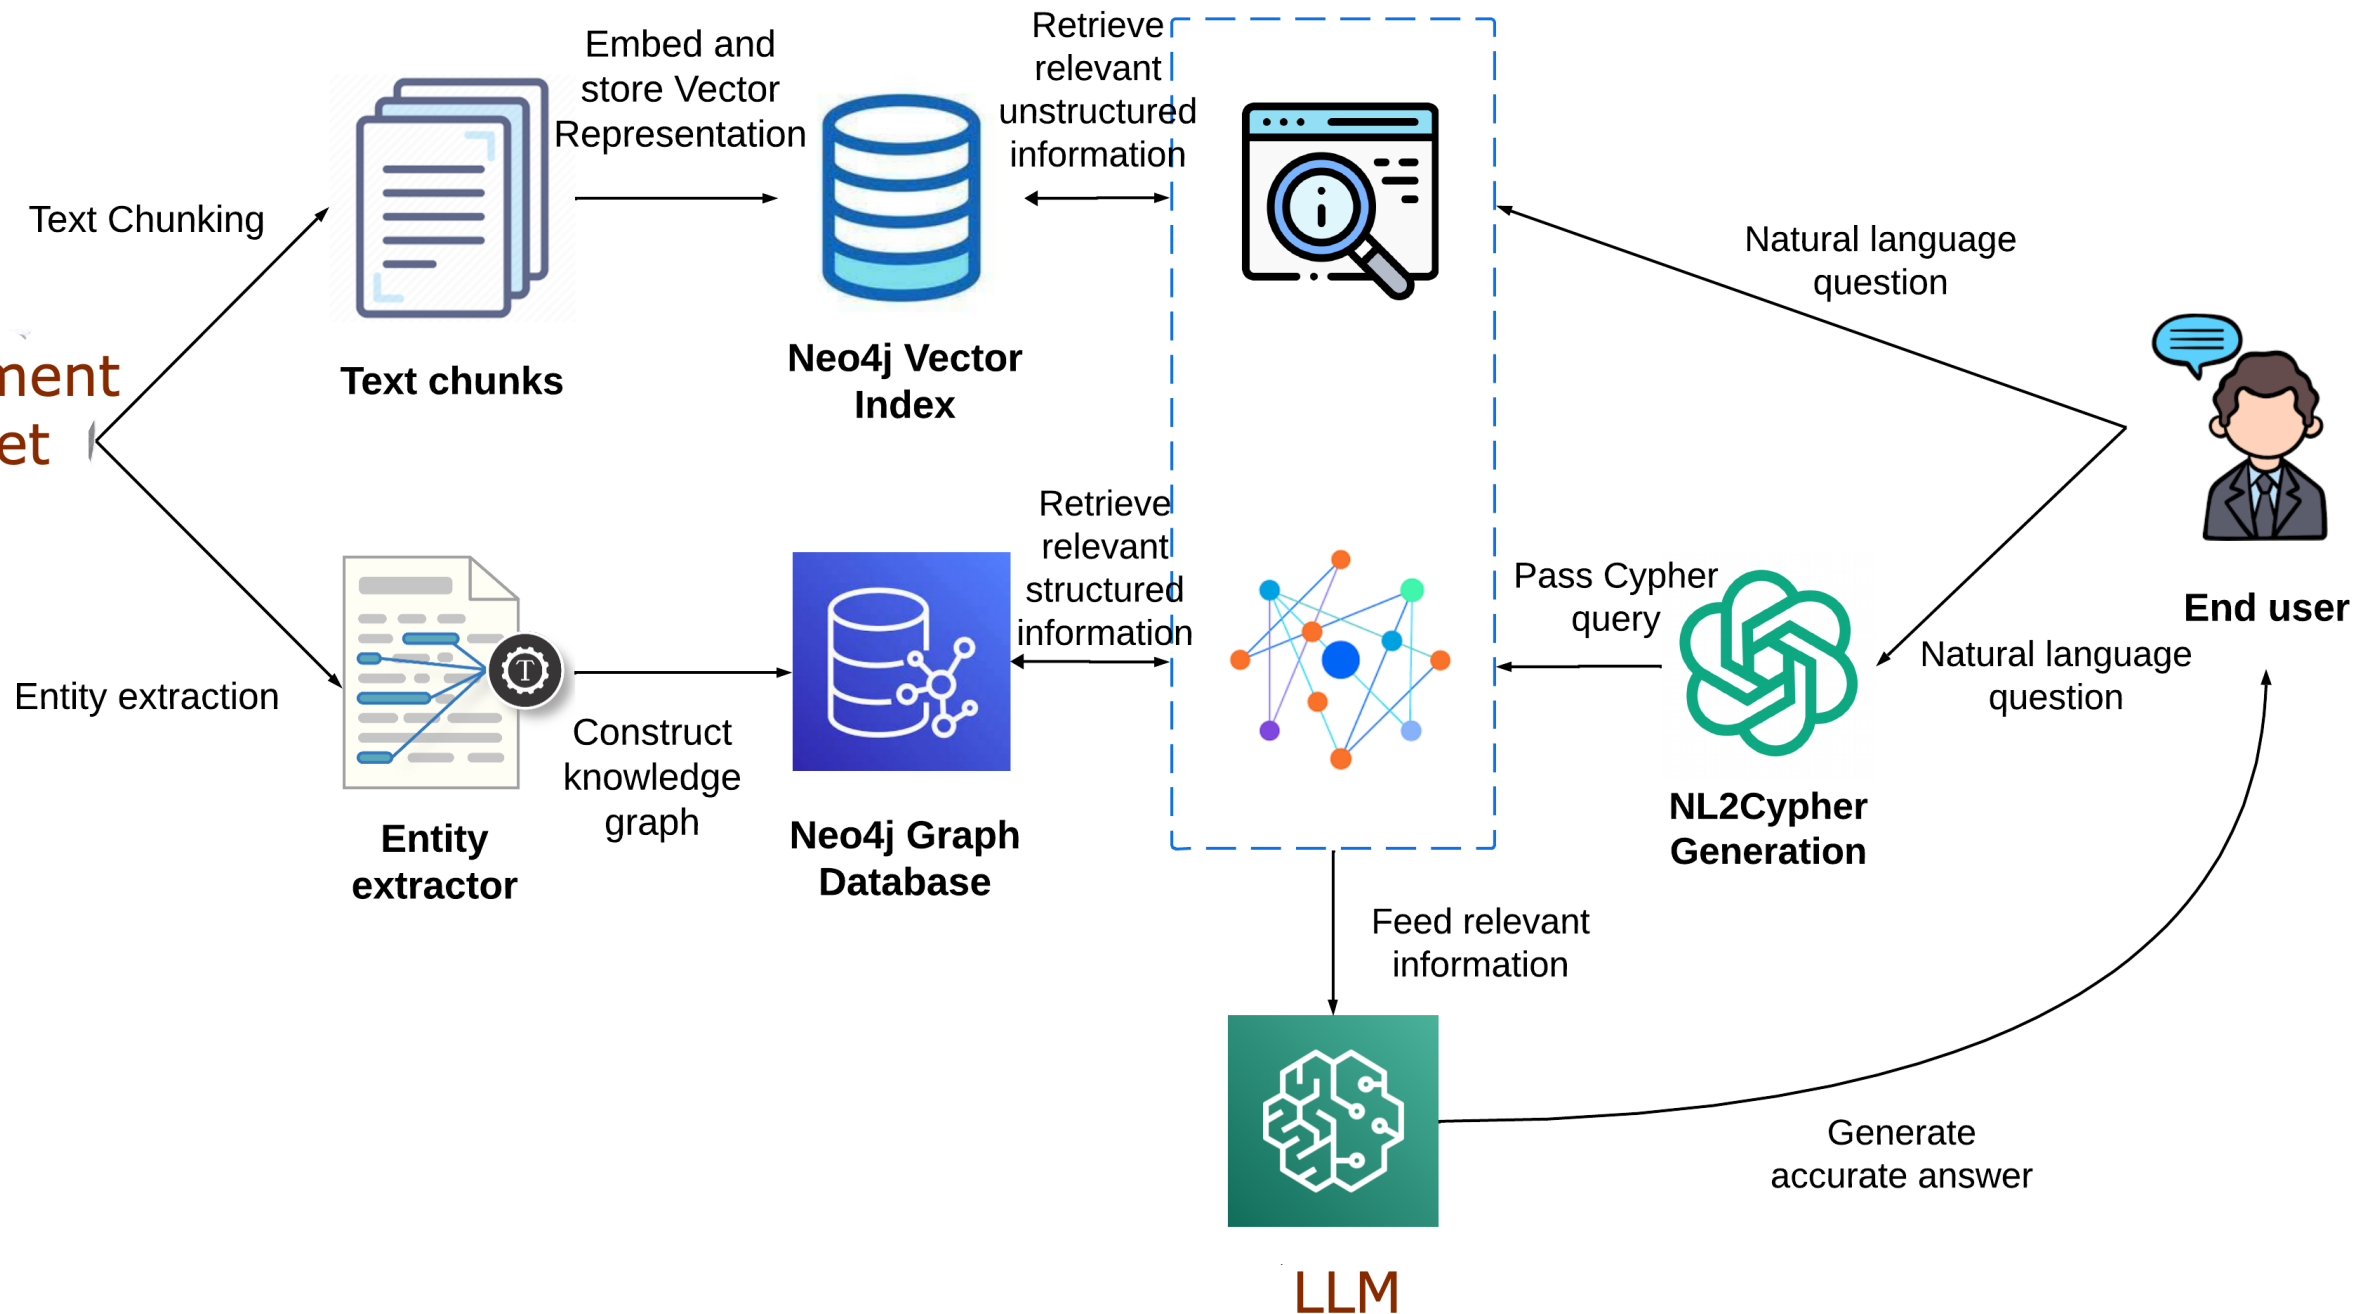 Embed and
store Vector
Representation
Retrieve
relevant
unstructured
information
Text Chunking
Natural language
question
Text chunks
Neo4j Vector
Index
ment
et
Retrieve
relevant
structured
information
Pass Cypher
query
End user
Natural language
question
Entity extraction
T
Construct
knowledge
graph
Entity
extractor
Neo4j Graph
Database
NL2Cypher
Generation
Feed relevant
information
Generate
accurate answer
LLM